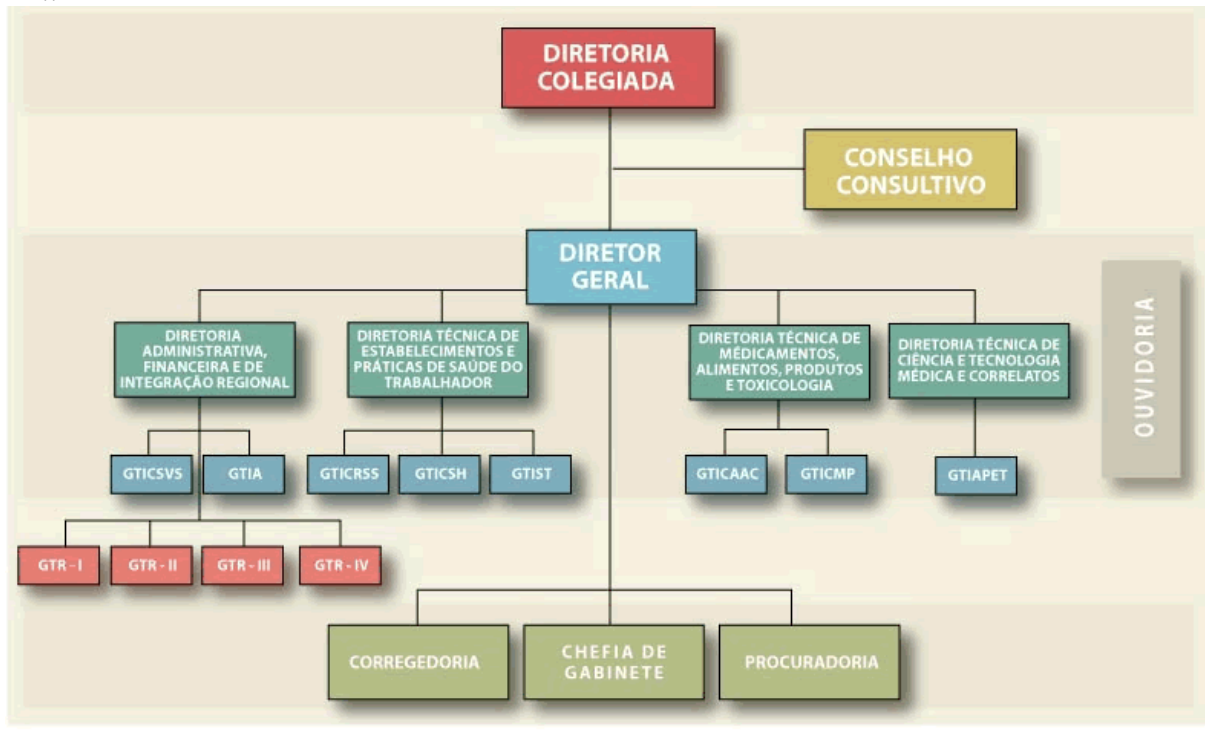 DIRETORIA
COLEGIADA
CONSELHO
CONSULTIVO
DIRETOR
GERAL
OUVIDORIA
DIRETORIA
ADMINISTRATIVA,
FINANCEIRA E DE
INTEGRAÇÃO REGIONAL
DIRETORIA TÉCNICA DE
ESTABELECIMENTOS E
PRÁTICAS DE SAÚDE DO
TRABALHADOR
DIRETORIA TÉCNICA DE
MÉDICAMENTOS,
ALIMENTOS, PRODUTOS
E TOXICOLOGIA
DIRETORIA TÉCNICA DE
CIÊNCIA E TECNOLOGIA
MÉDICA E CORRELATOS
GTICSVS
GTIA
GTICRSS
GTICSH
GTIST
GTICAAC
GTICMP
GTIAPET
GTR - I
GTR - II
GTR - III
GTR - IV
CORREGEDORIA
CHEFIA DE
GABINETE
PROCURADORIA